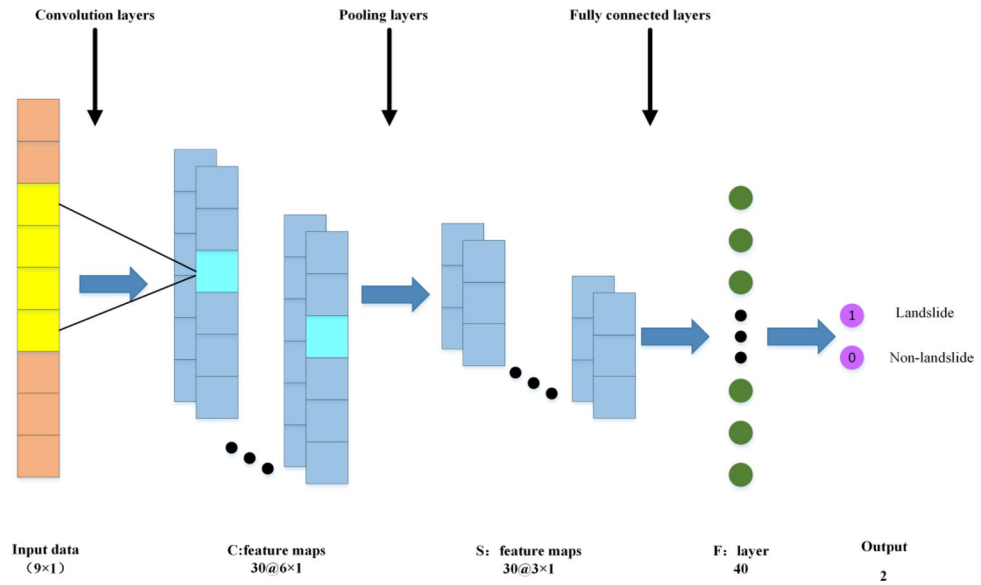 Convolution layers
Pooling layers
Fully connected layers
1
Landslide
0
Non-landslide
Input data
（9×1）
C:feature maps
30@6×1
S：feature maps
30@3×1
F：layer
40
Output
2